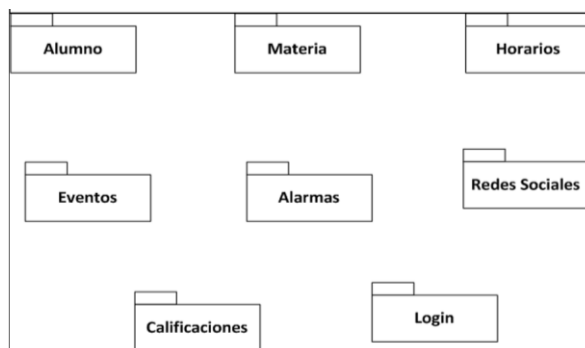 Alumno
Materia
Horarios
Eventos
Alarmas
Redes Sociales
Calificaciones
Login